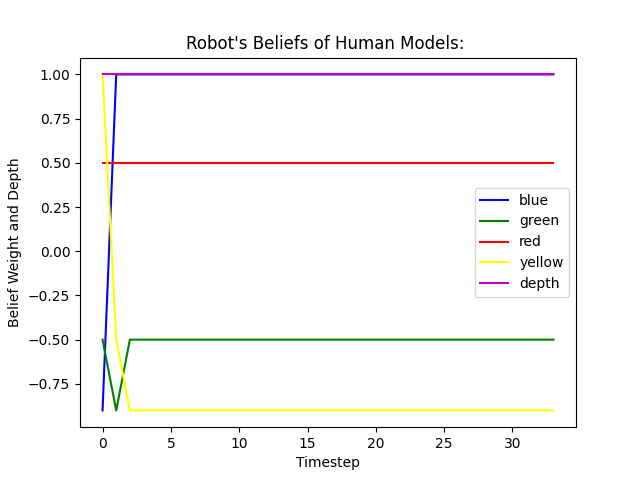 Robot's Beliefs of Human Models:
Belief Weight and Depth
1.00
0.75
0.50
0.25
0.00
−0.25
−0.50
−0.75
blue
green
red
yellow
depth
0 5 10 15 20 25 30
Timestep